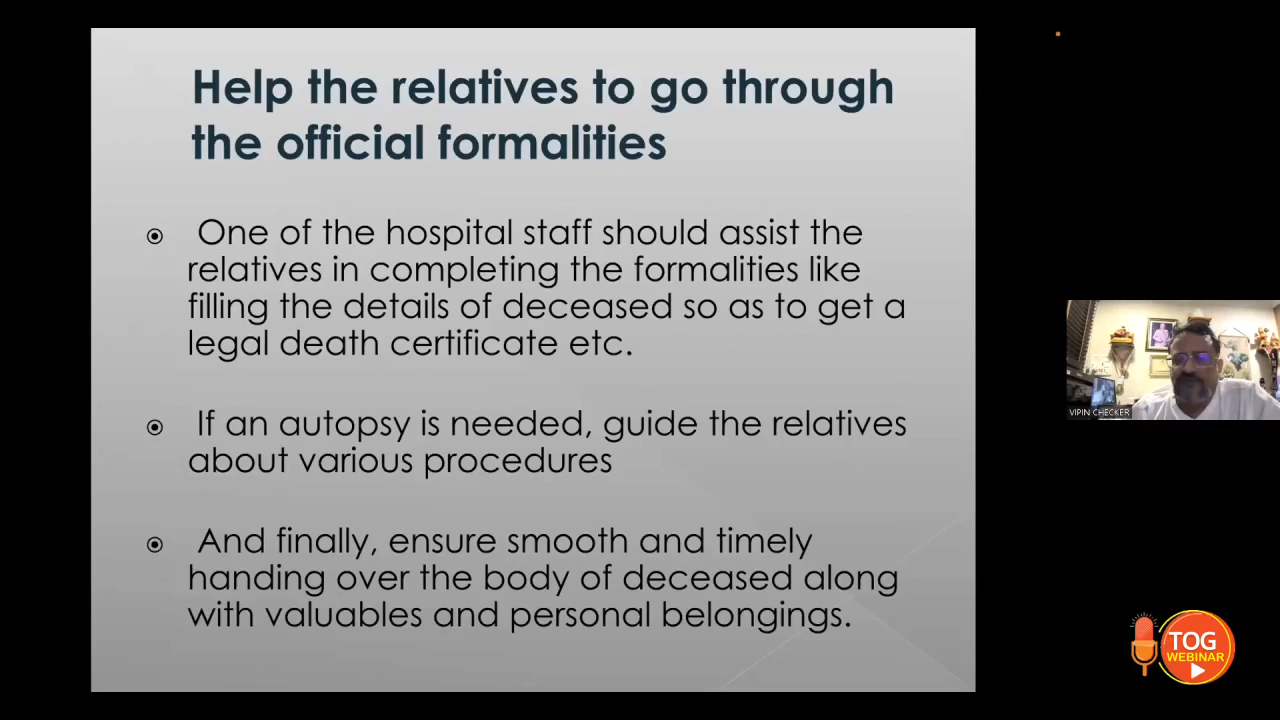 Help the relatives to go through
the official formalities
One of the hospital staff should assist the
relatives in completing the formalities like
filling the details of deceased so as to get a
legal death certificate etc.
If an autopsy is needed, guide the relatives
about various procedures
And finally, ensure smooth and timely
handing over the body of deceased along
with valuables and personal belongings.
VIPIN CHECKER
TOG
WEBINAR